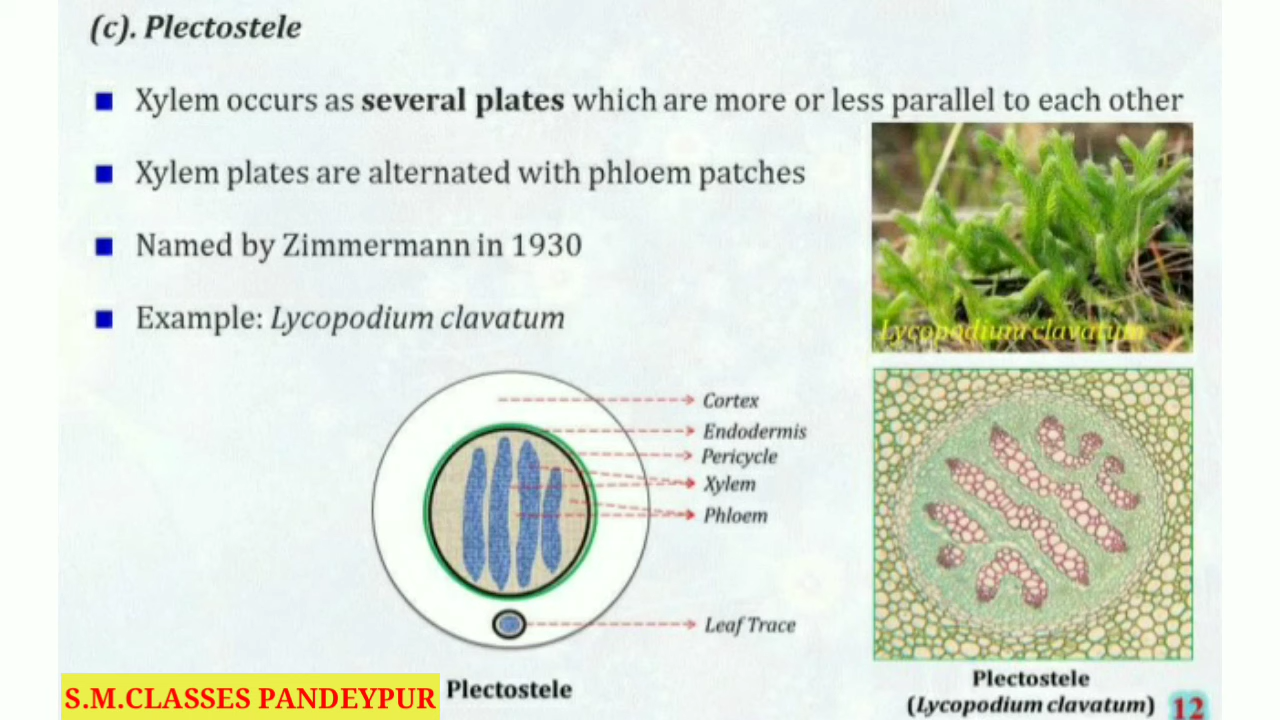 (c). Plectostele
Xylem occurs as several plates which are more or less parallel to each other
Xylem plates are alternated with phloem patches
Named by Zimmermann in 1930
Example: Lycopodium clavatum
Lycopodium clavatum
Cortex
Endodermis
Pericycle
Xylem
Phloem
Leaf Trace
Plectostele
Plectostele
(Lycopodium clavatum)
12
S.M.CLASSES PANDEYPUR